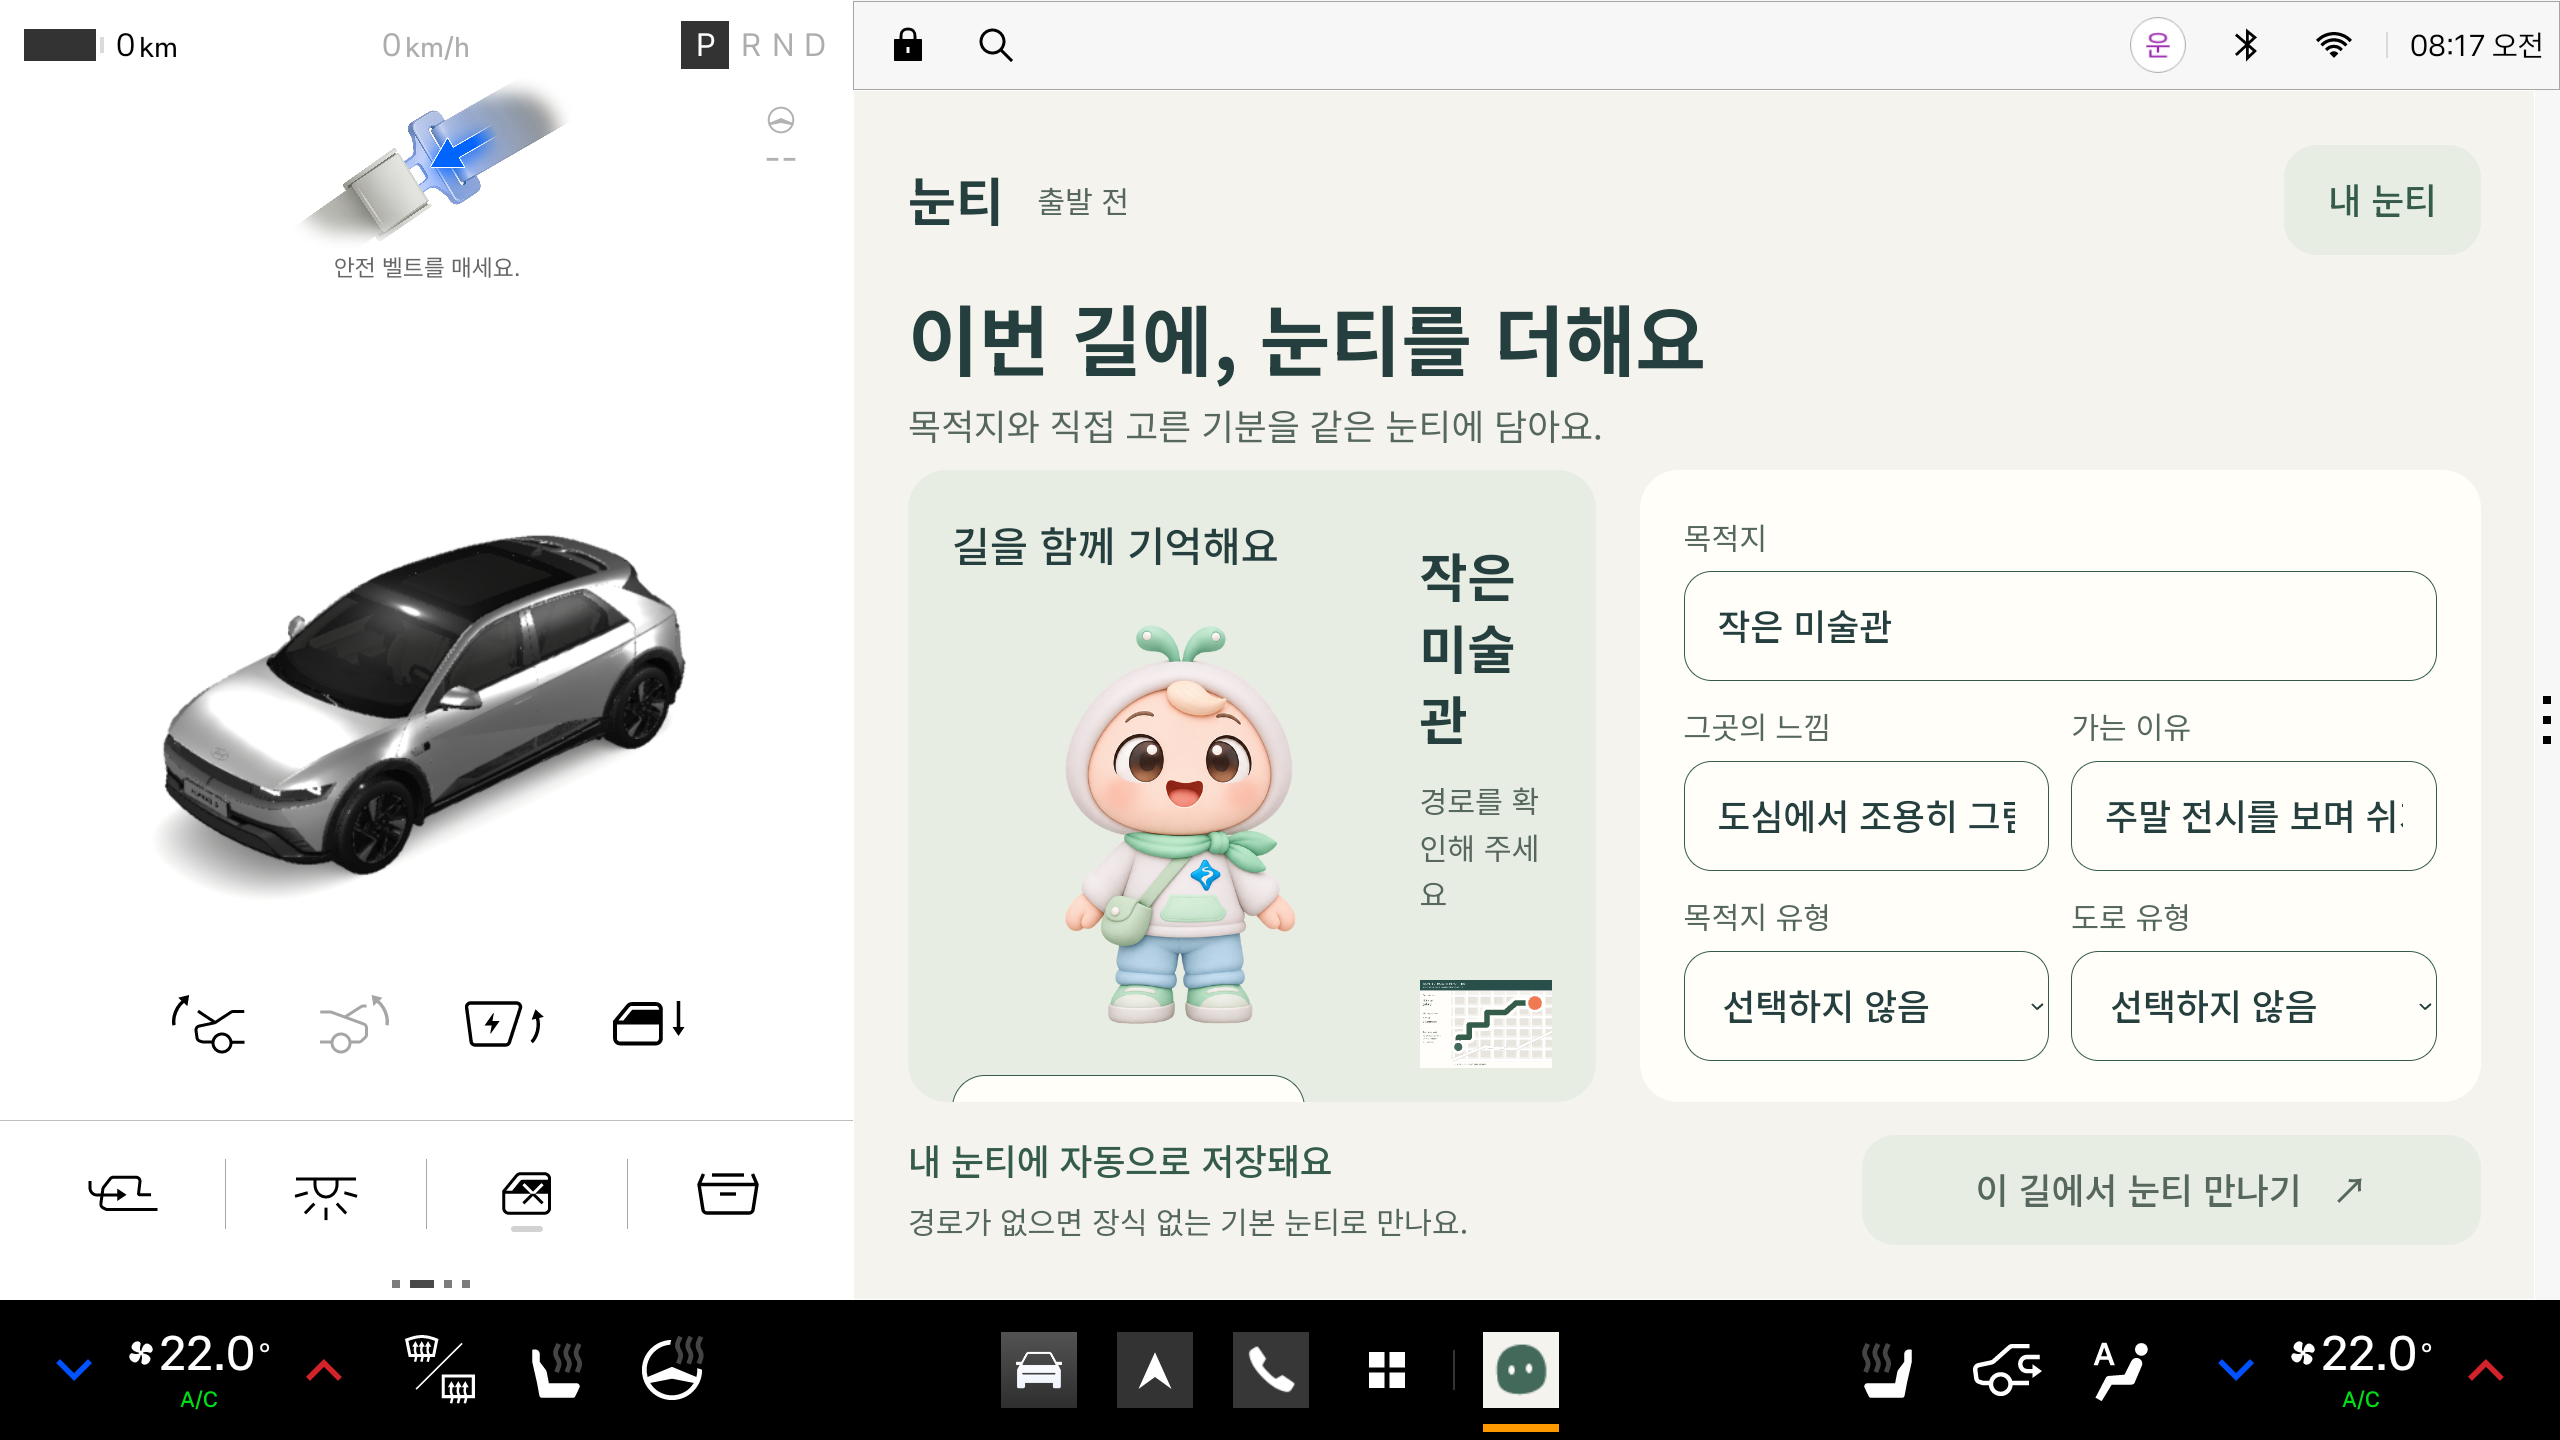 0 km
0 km/h
P R N D
운
08:17 오전
안전 벨트를 매세요.
눈티
출발 전
내 눈티
이번 길에, 눈티를 더해요
목적지와 직접 고른 기분을 같은 눈티에 담아요.
길을 함께 기억해요
작은
미술
관
경로를 확
인해 주세
요
목적지
작은 미술관
그곳의 느낌
가는 이유
도심에서 조용히
주말 전시를 보며
목적지 유형
도로 유형
선택하지 않음
선택하지 않음
내 눈티에 자동으로 저장돼요
경로가 없으면 장식 없는 기본 눈티로 만나요.
이 길에서 눈티 만나기 ↗
22.0°
A/C
A
22.0°
A/C